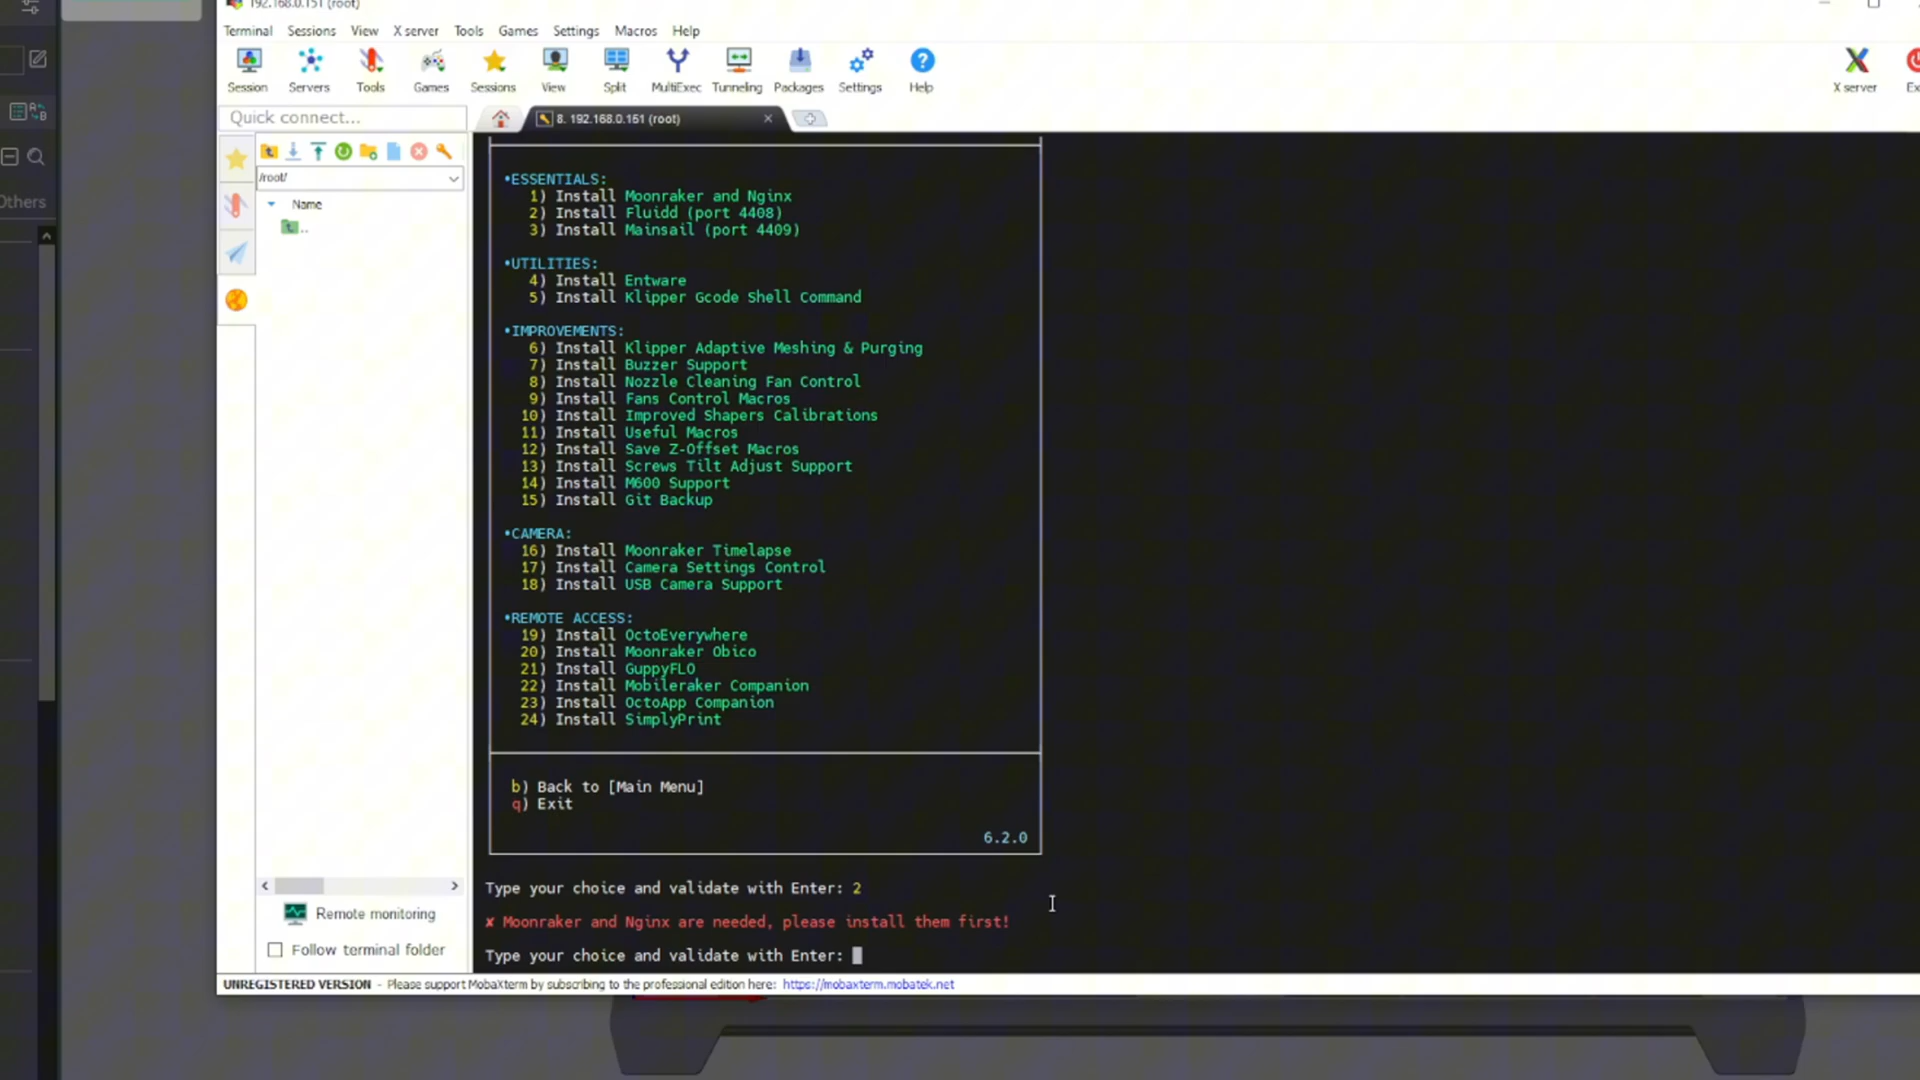 192.168.0.151 (root)
Terminal Sessions View X server Tools Games Settings Macros Help
Session Servers Tools Games Sessions View Split MultiExec Tunneling Packages Settings Help X server
Quick connect...
8. 192.168.0.151 (root)
/root/
Name
..
Others
•ESSENTIALS:
1) Install Moonraker and Nginx
2) Install Fluidd (port 4408)
3) Install Mainsail (port 4409)
•UTILITIES:
4) Install Entware
5) Install Klipper Gcode Shell Command
•IMPROVEMENTS:
6) Install Klipper Adaptive Meshing & Purging
7) Install Buzzer Support
8) Install Nozzle Cleaning Fan Control
9) Install Fans Control Macros
10) Install Improved Shapers Calibrations
11) Install Useful Macros
12) Install Save Z-Offset Macros
13) Install Screws Tilt Adjust Support
14) Install M600 Support
15) Install Git Backup
•CAMERA:
16) Install Moonraker Timelapse
17) Install Camera Settings Control
18) Install USB Camera Support
•REMOTE ACCESS:
19) Install OctoEverywhere
20) Install Moonraker Obico
21) Install GuppyFLO
22) Install Mobileraker Companion
23) Install OctoApp Companion
24) Install SimplyPrint
b) Back to [Main Menu]
q) Exit
6.2.0
Type your choice and validate with Enter: 2
✘ Moonraker and Nginx are needed, please install them first!
Type your choice and validate with Enter:
Remote monitoring
Follow terminal folder
UNREGISTERED VERSION - Please support MobaXterm by subscribing to the professional edition here: https://mobaxterm.mobatek.net